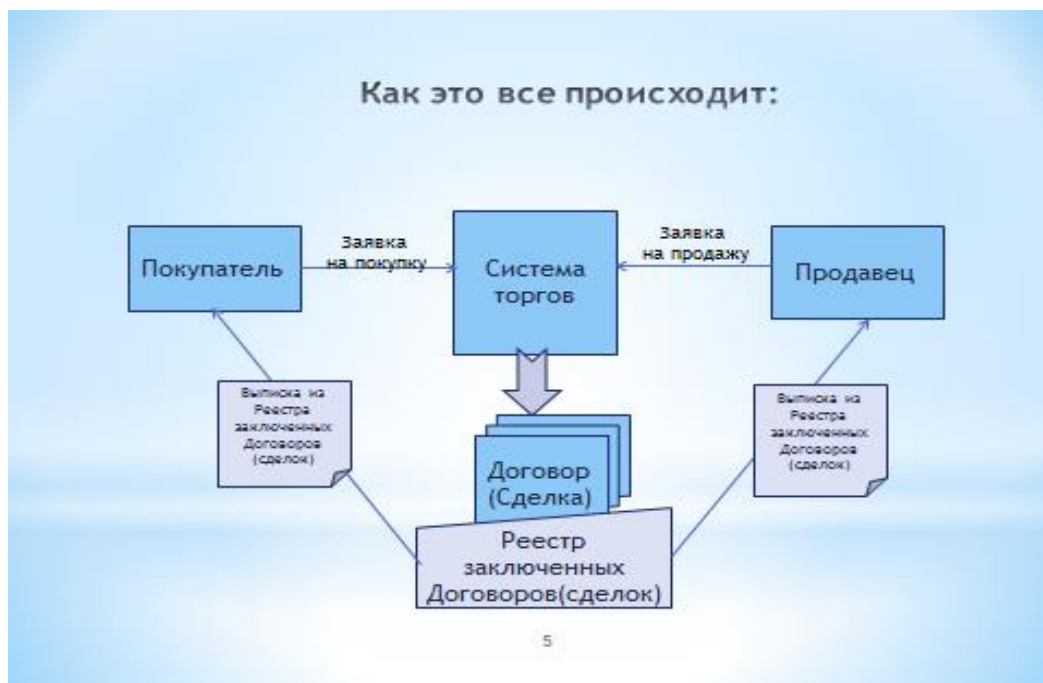 Как это все происходит:
Покупатель
Заявка
на покупку
Система
торгов
Заявка
на продажу
Продавец
Выписка из
Реестра
заключенных
Договоров
(сделок)
Договор
(Сделка)
Выписка из
Реестра
заключенных
Договоров
(сделок)
Реестр
заключенных
Договоров(сделок)
5